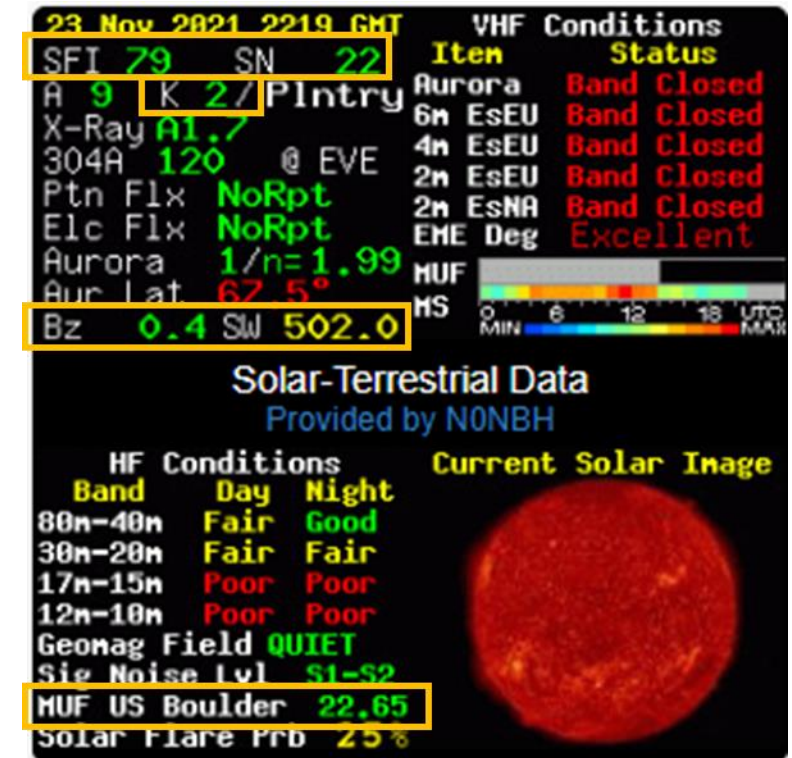 23 Nov 2021 2219 GMT
SFI 79 SN 22
A 9 K 2/Plntry
X-Ray A1.7
304A 120 @ EVE
Ptn Flx NoRpt
Elc Flx NoRpt
Aurora 1/n=1.99
Aur Lat 67.5°
Bz 0.4 SW 502.0
VHF Conditions
Item Status
Aurora Band Closed
6m EsEU Band Closed
4m EsEU Band Closed
2m EsEU Band Closed
2m EsNA Band Closed
EME Deg Excellent
MUF
MS
0 6 12 18 UTC
MIN MAX
Solar-Terrestrial Data
Provided by N0NBH
HF Conditions
Band Day Night
80m-40m Fair Good
30m-20m Fair Fair
17m-15m Poor Poor
12m-10m Poor Poor
Geomag Field QUIET
Sig Noise Lvl S1-S2
MUF US Boulder 22.65
Solar Flare Prb 25%
Current Solar Image